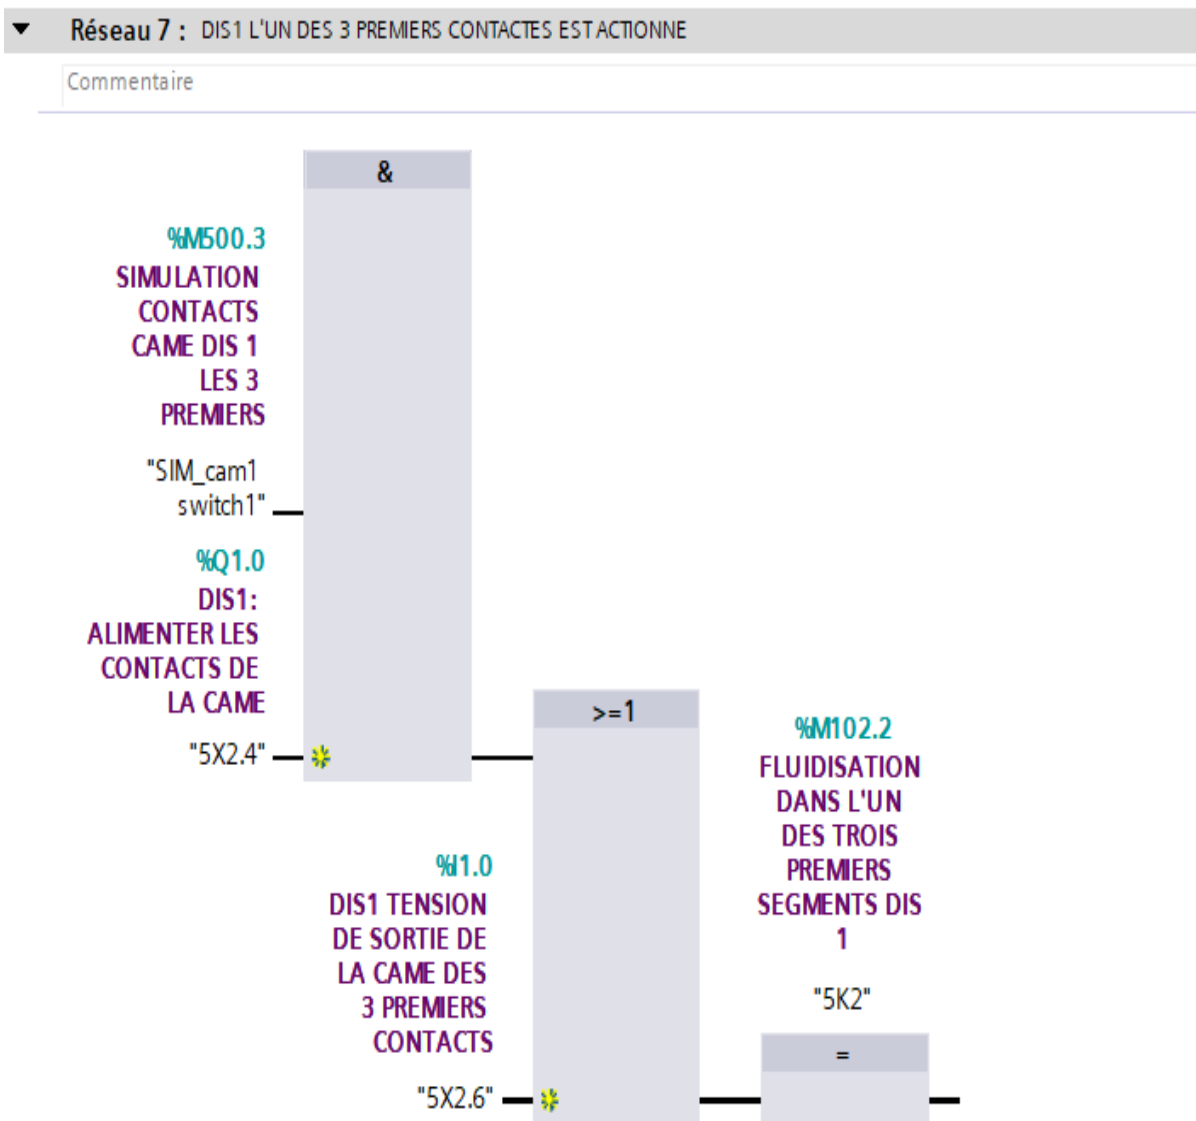 Réseau 7 : DIS1 L'UN DES 3 PREMIERS CONTACTES EST ACTIONNE
Commentaire
&
%M500.3
SIMULATION
CONTACTS
CAME DIS 1
LES 3
PREMIERS
"SIM_cam1
switch1"
%Q1.0
DIS1:
ALIMENTER LES
CONTACTS DE
LA CAME
"5X2.4"
>=1
%I1.0
DIS1 TENSION
DE SORTIE DE
LA CAME DES
3 PREMIERS
CONTACTS
"5X2.6"
%M102.2
FLUIDISATION
DANS L'UN
DES TROIS
PREMIERS
SEGMENTS DIS
1
"5K2"
=